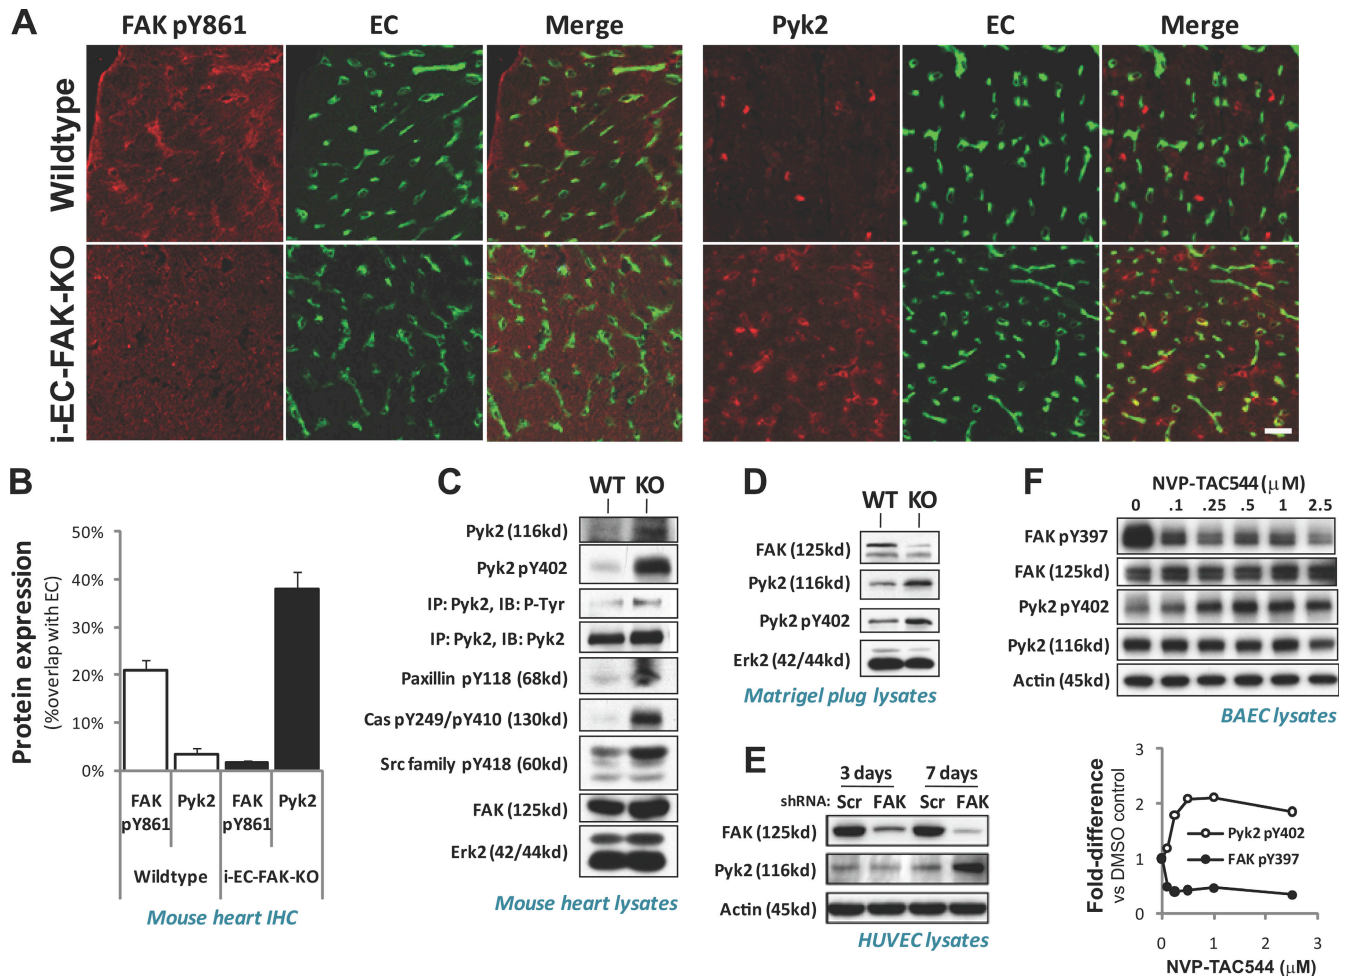 A
FAK pY861 EC Merge Pyk2 EC Merge
Wildtype
i-EC-FAK-KO
B
Protein expression
(%overlap with EC)
50%
40%
30%
20%
10%
0%
FAK pY861 Pyk2 FAK pY861 Pyk2
Wildtype i-EC-FAK-KO
Mouse heart IHC
C
WT KO
Pyk2 (116kd)
Pyk2 pY402
IP: Pyk2, IB: P-Tyr
IP: Pyk2, IB: Pyk2
Paxillin pY118 (68kd)
Cas pY249/pY410 (130kd)
Src family pY418 (60kd)
FAK (125kd)
Erk2 (42/44kd)
Mouse heart lysates
D
WT KO
FAK (125kd)
Pyk2 (116kd)
Pyk2 pY402
Erk2 (42/44kd)
Matrigel plug lysates
E
3 days 7 days
shRNA: Scr FAK Scr FAK
FAK (125kd)
Pyk2 (116kd)
Actin (45kd)
HUVEC lysates
F
NVP-TAC544 (μM)
0 .1 .25 .5 1 2.5
FAK pY397
FAK (125kd)
Pyk2 pY402
Pyk2 (116kd)
Actin (45kd)
BAEC lysates
Fold-difference
vs DMSO control
3
2
1
0
Pyk2 pY402
FAK pY397
0 1 2 3
NVP-TAC544 (μM)